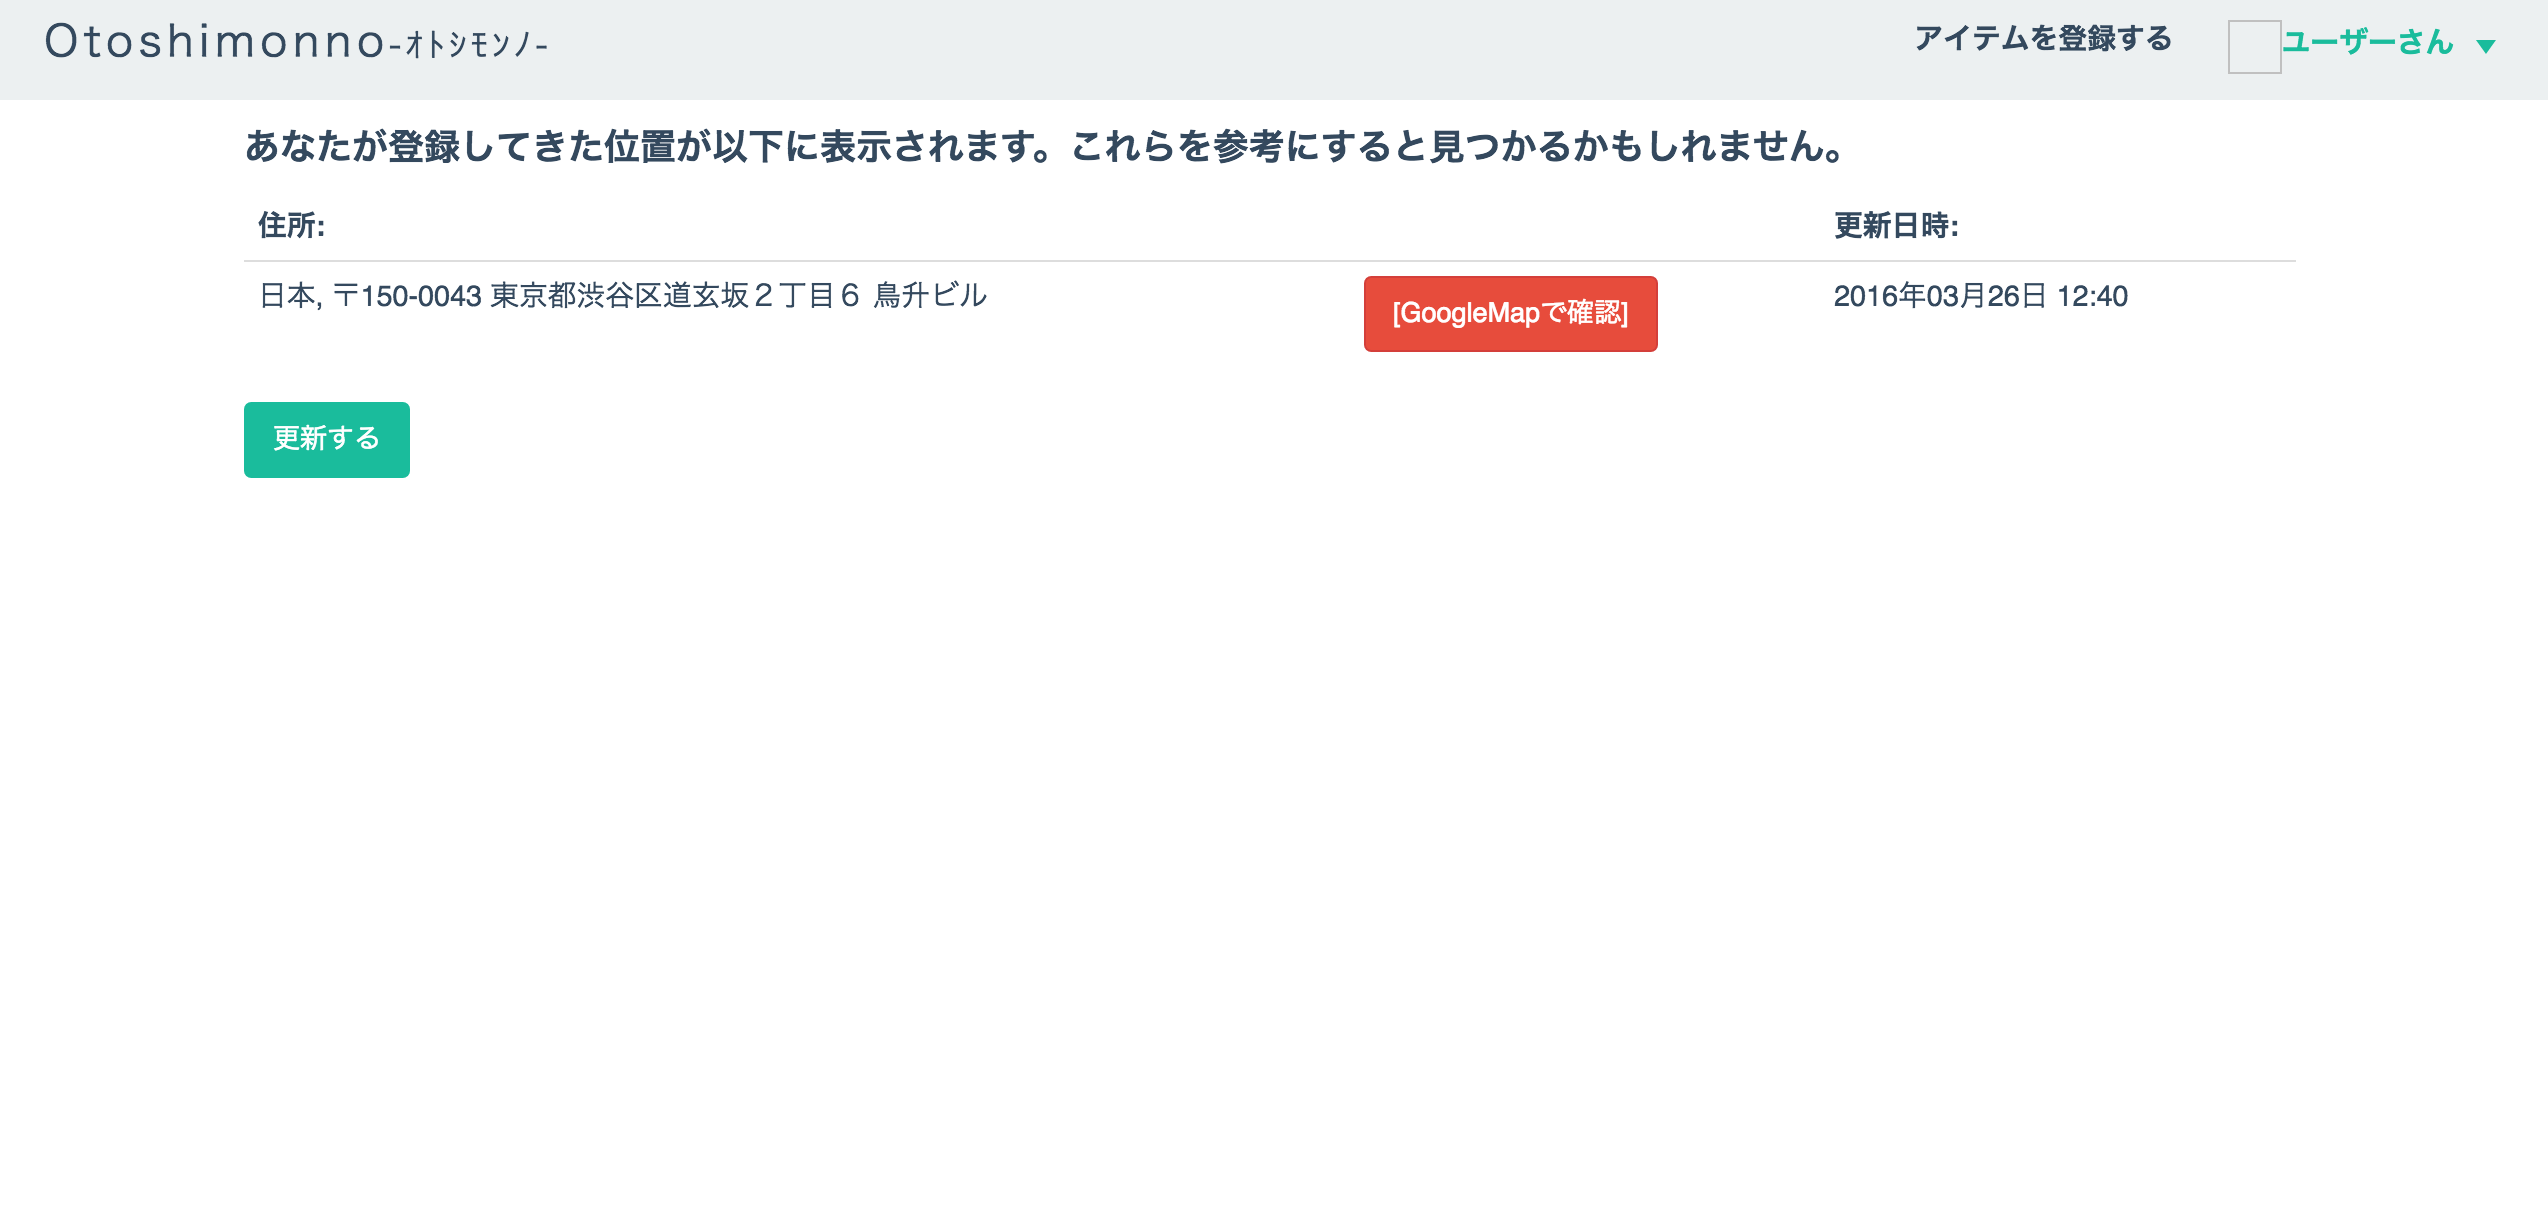 Otoshimonno-ｵﾄｼﾓﾝﾉ-
アイテムを登録する
ユーザーさん
あなたが登録してきた位置が以下に表示されます。これらを参考にすると見つかるかもしれません。
住所: 更新日時:
日本, 〒150-0043 東京都渋谷区道玄坂２丁目６ 鳥升ビル [GoogleMapで確認] 2016年03月26日 12:40
更新する